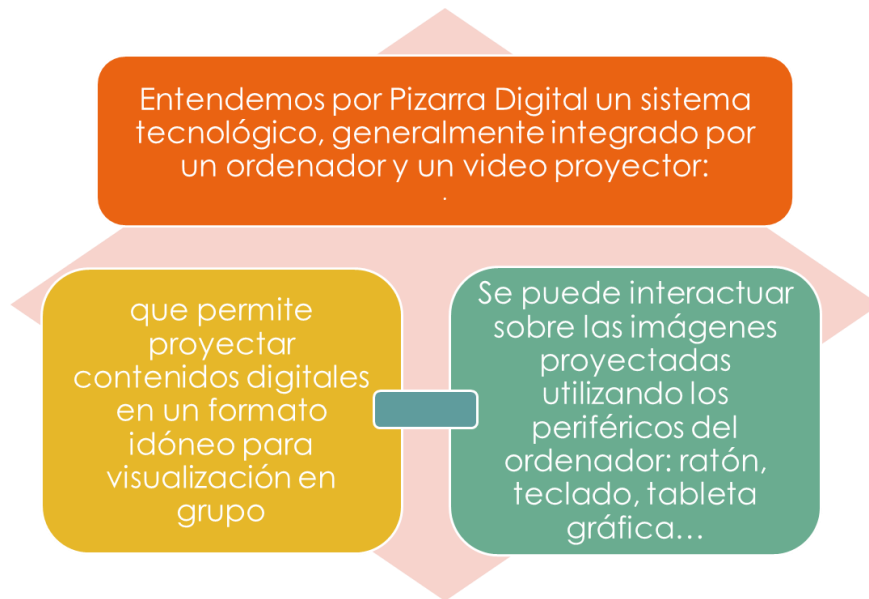 Entendemos por Pizarra Digital un sistema
tecnológico, generalmente integrado por
un ordenador y un video proyector:
.
que permite
proyectar
contenidos digitales
en un formato
idóneo para
visualización en
grupo
Se puede interactuar
sobre las imágenes
proyectadas
utilizando los
periféricos del
ordenador: ratón,
teclado, tableta
gráfica...